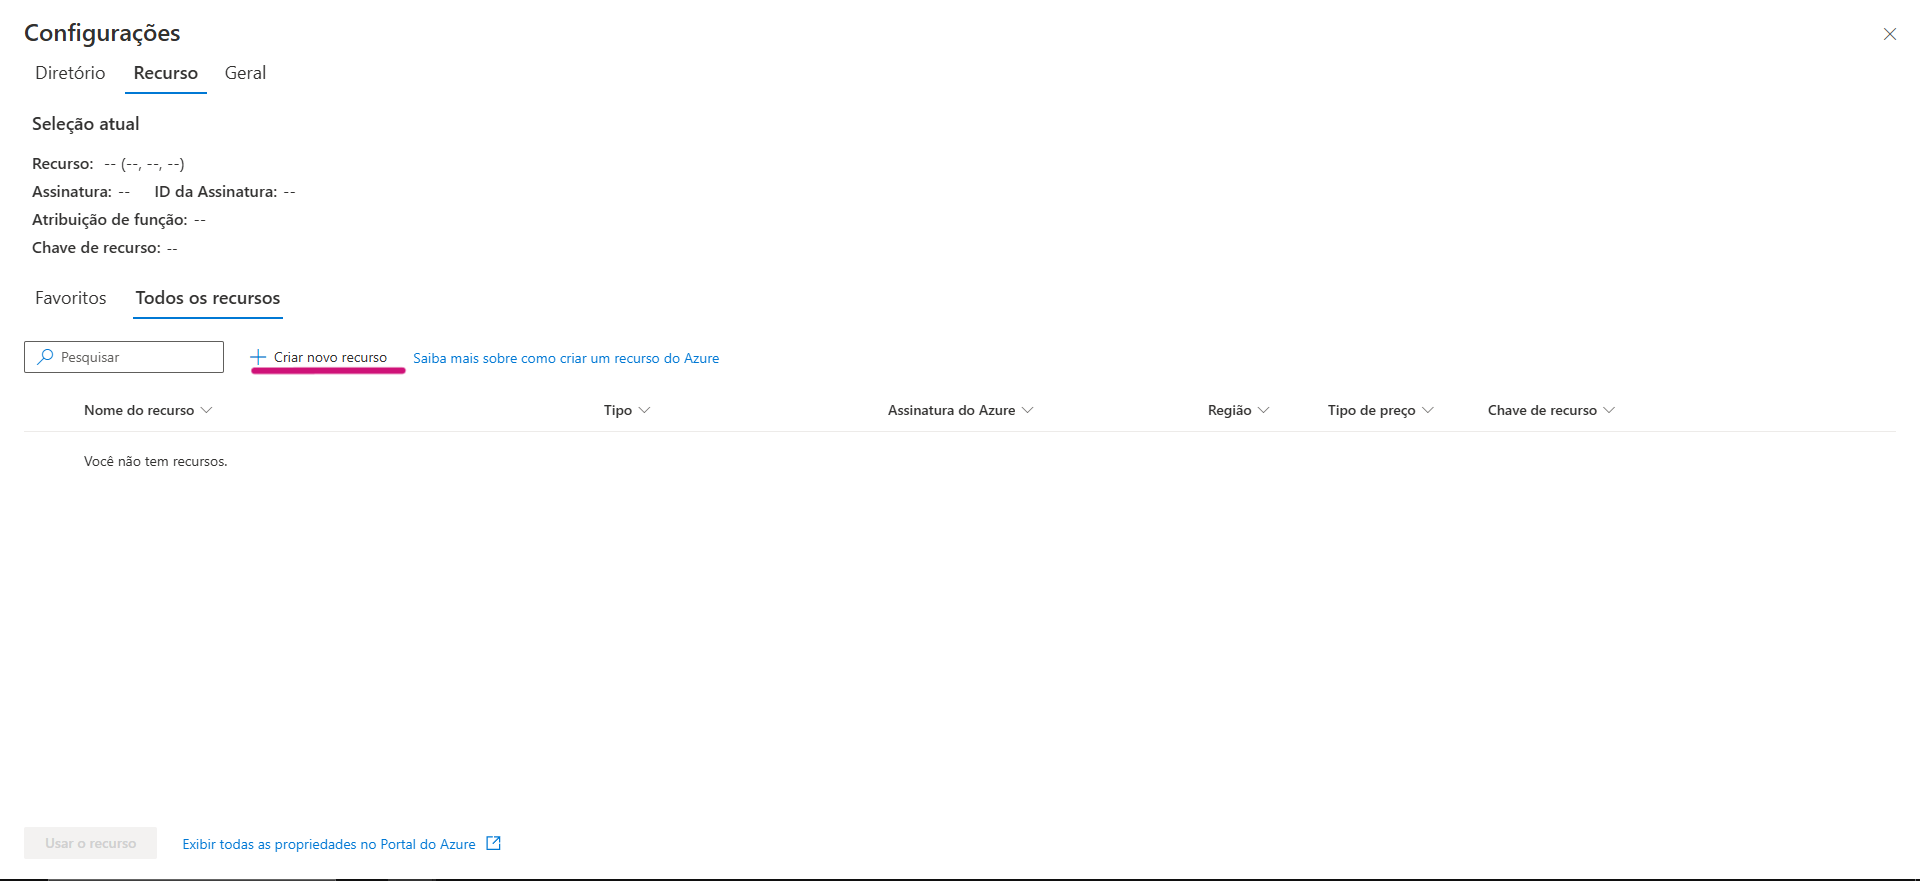 Configurações
Diretório Recurso Geral
Seleção atual
Recurso: -- (--, --, --)
Assinatura: -- ID da Assinatura: --
Atribuição de função: --
Chave de recurso: --
Favoritos Todos os recursos
Pesquisar Criar novo recurso Saiba mais sobre como criar um recurso do Azure
Nome do recurso Tipo Assinatura do Azure Região Tipo de preço Chave de recurso
Você não tem recursos.
Usar o recurso Exibir todas as propriedades no Portal do Azure